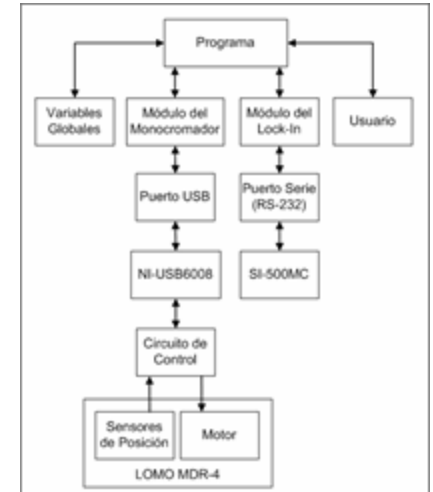 Programa
Variables
Globales
Módulo del
Monocromador
Módulo del
Lock-In
Usuario
Puerto USB
Puerto Serie
(RS-232)
NI-USB6008
SI-500MC
Circuito de
Control
Sensores
de Posición
Motor
LOMO MDR-4